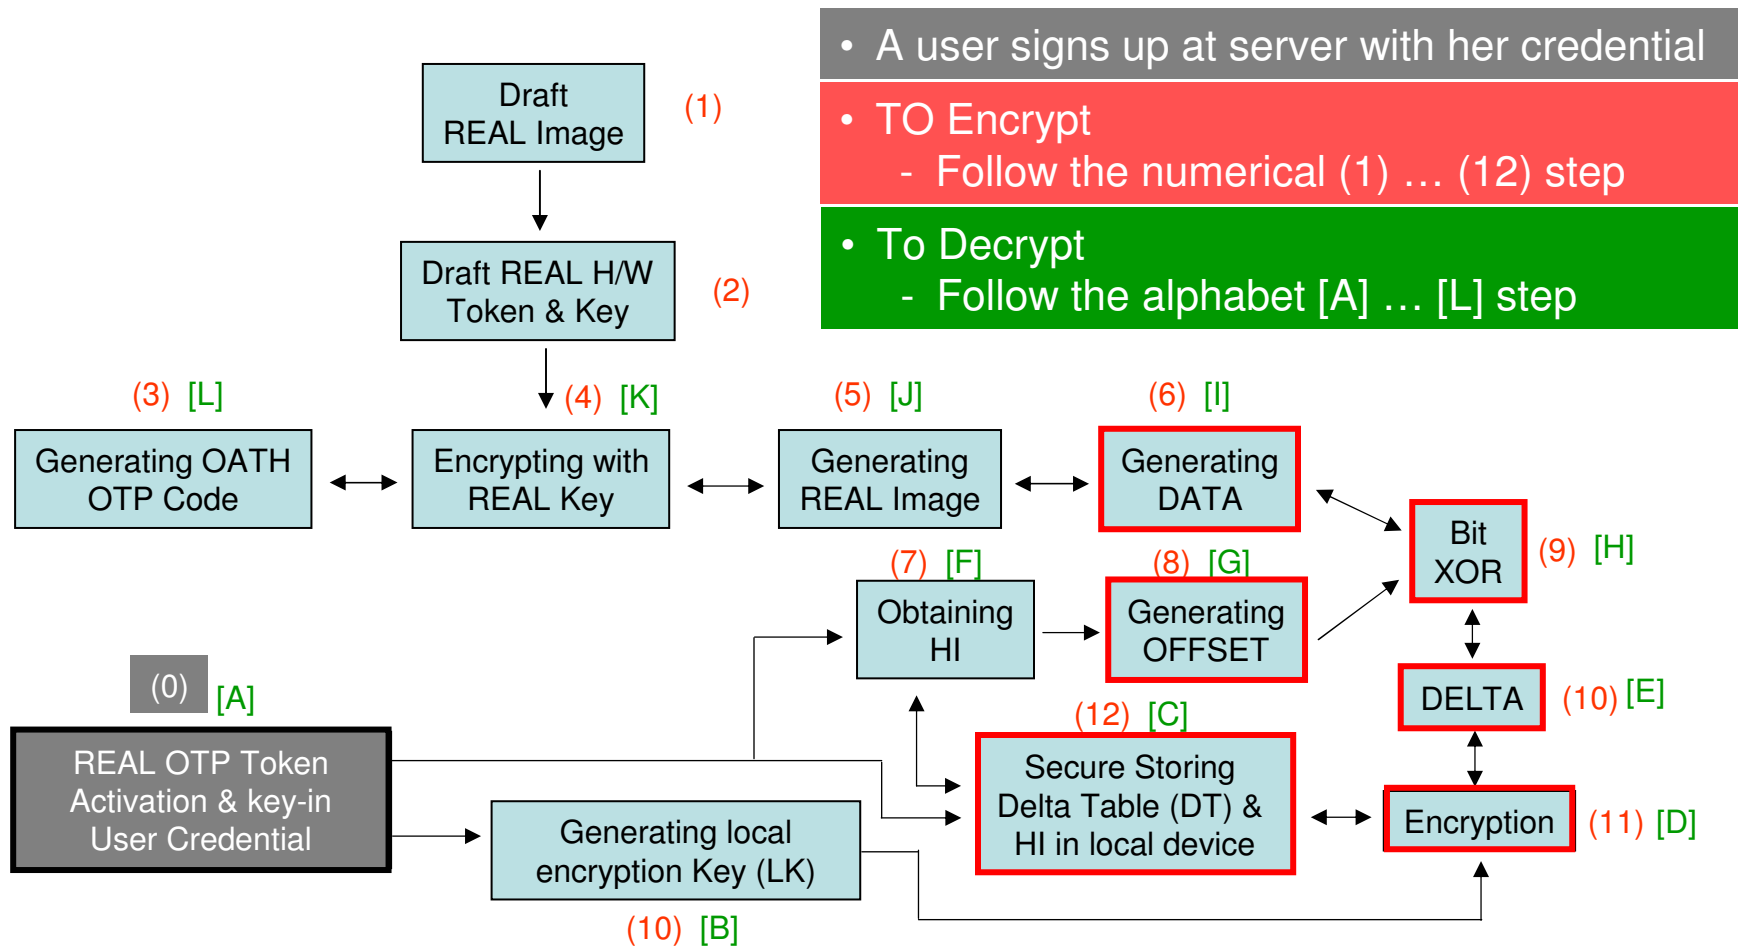 • A user signs up at server with her credential
• TO Encrypt
- Follow the numerical (1) … (12) step
• To Decrypt
- Follow the alphabet [A] … [L] step
Draft
REAL Image
(1)
Draft REAL H/W
Token & Key
(2)
(3) [L]
Generating OATH
OTP Code
(4) [K]
Encrypting with
REAL Key
(5) [J]
Generating
REAL Image
(6) [I]
Generating
DATA
Bit
XOR
(9) [H]
(7) [F]
Obtaining
HI
(8) [G]
Generating
OFFSET
DELTA
(10) [E]
(0) [A]
REAL OTP Token
Activation & key-in
User Credential
(12) [C]
Secure Storing
Delta Table (DT) &
HI in local device
Encryption
(11) [D]
Generating local
encryption Key (LK)
(10) [B]